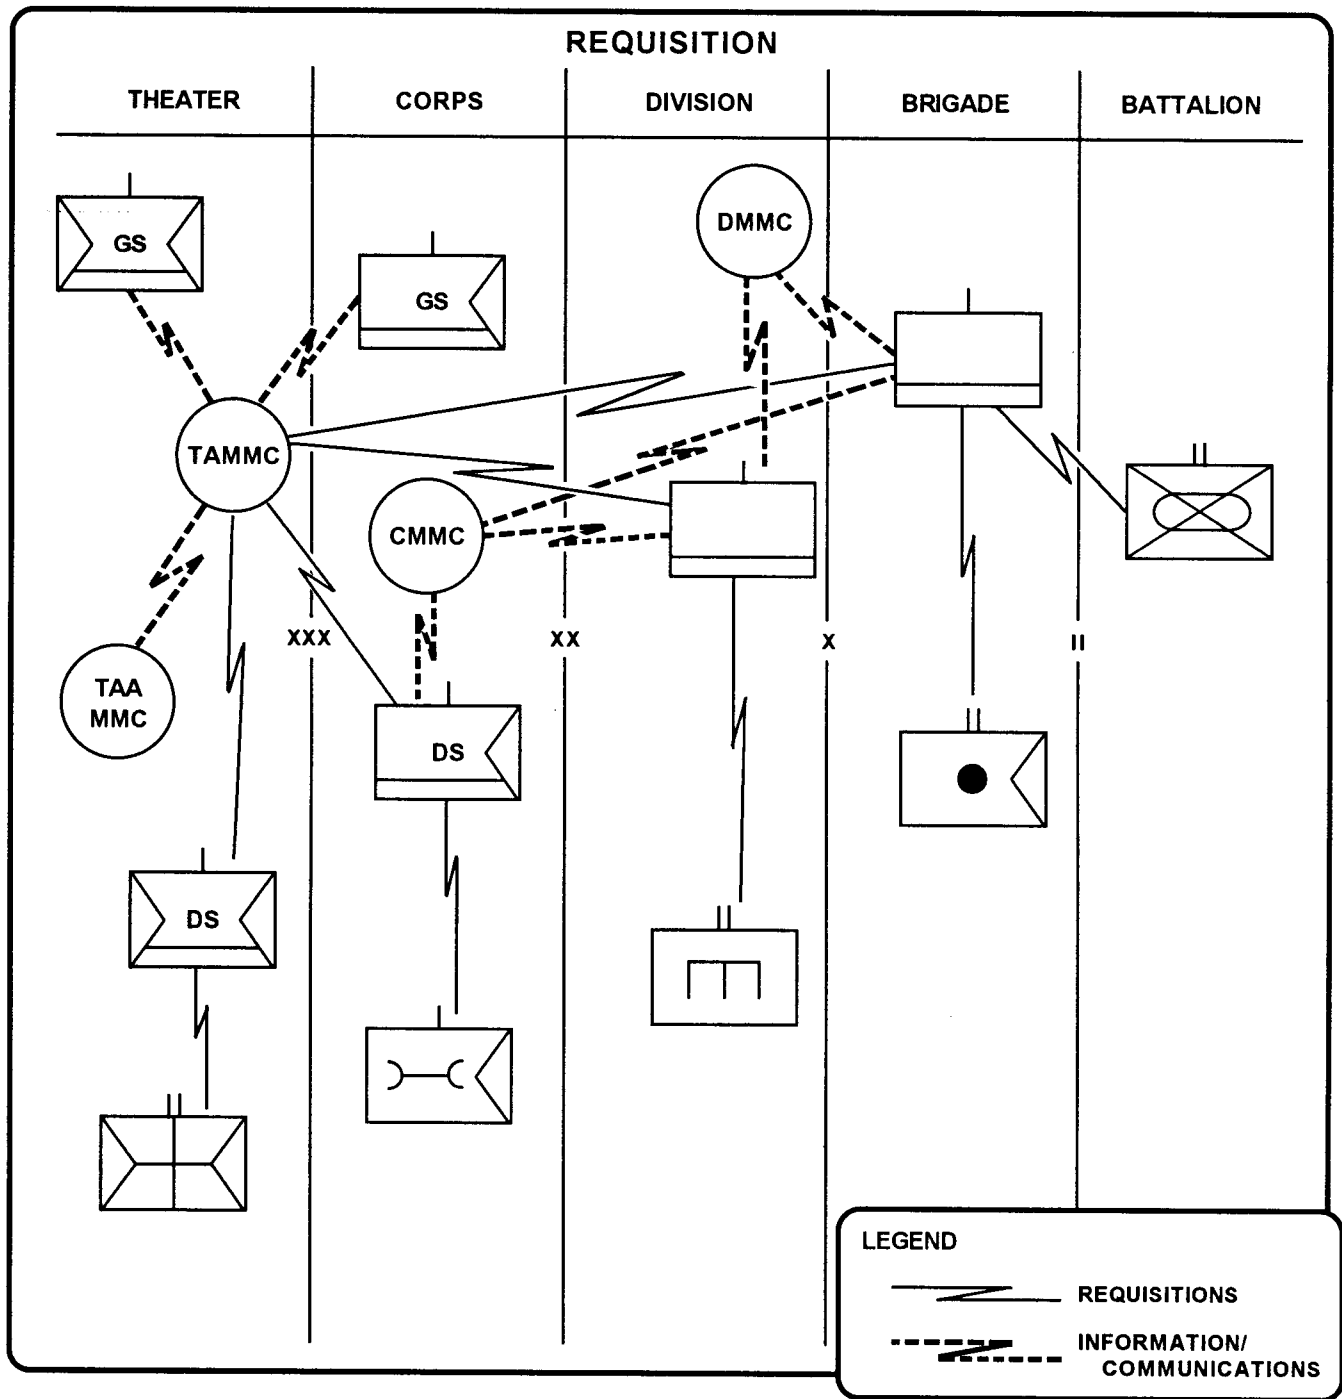 REQUISITION
THEATER CORPS DIVISION BRIGADE BATTALION
DMMC
GS
GS
TAMMC
CMMC
XXX XX X II
TAA
MMC
DS
DS
LEGEND
REQUISITIONS
INFORMATION/
COMMUNICATIONS